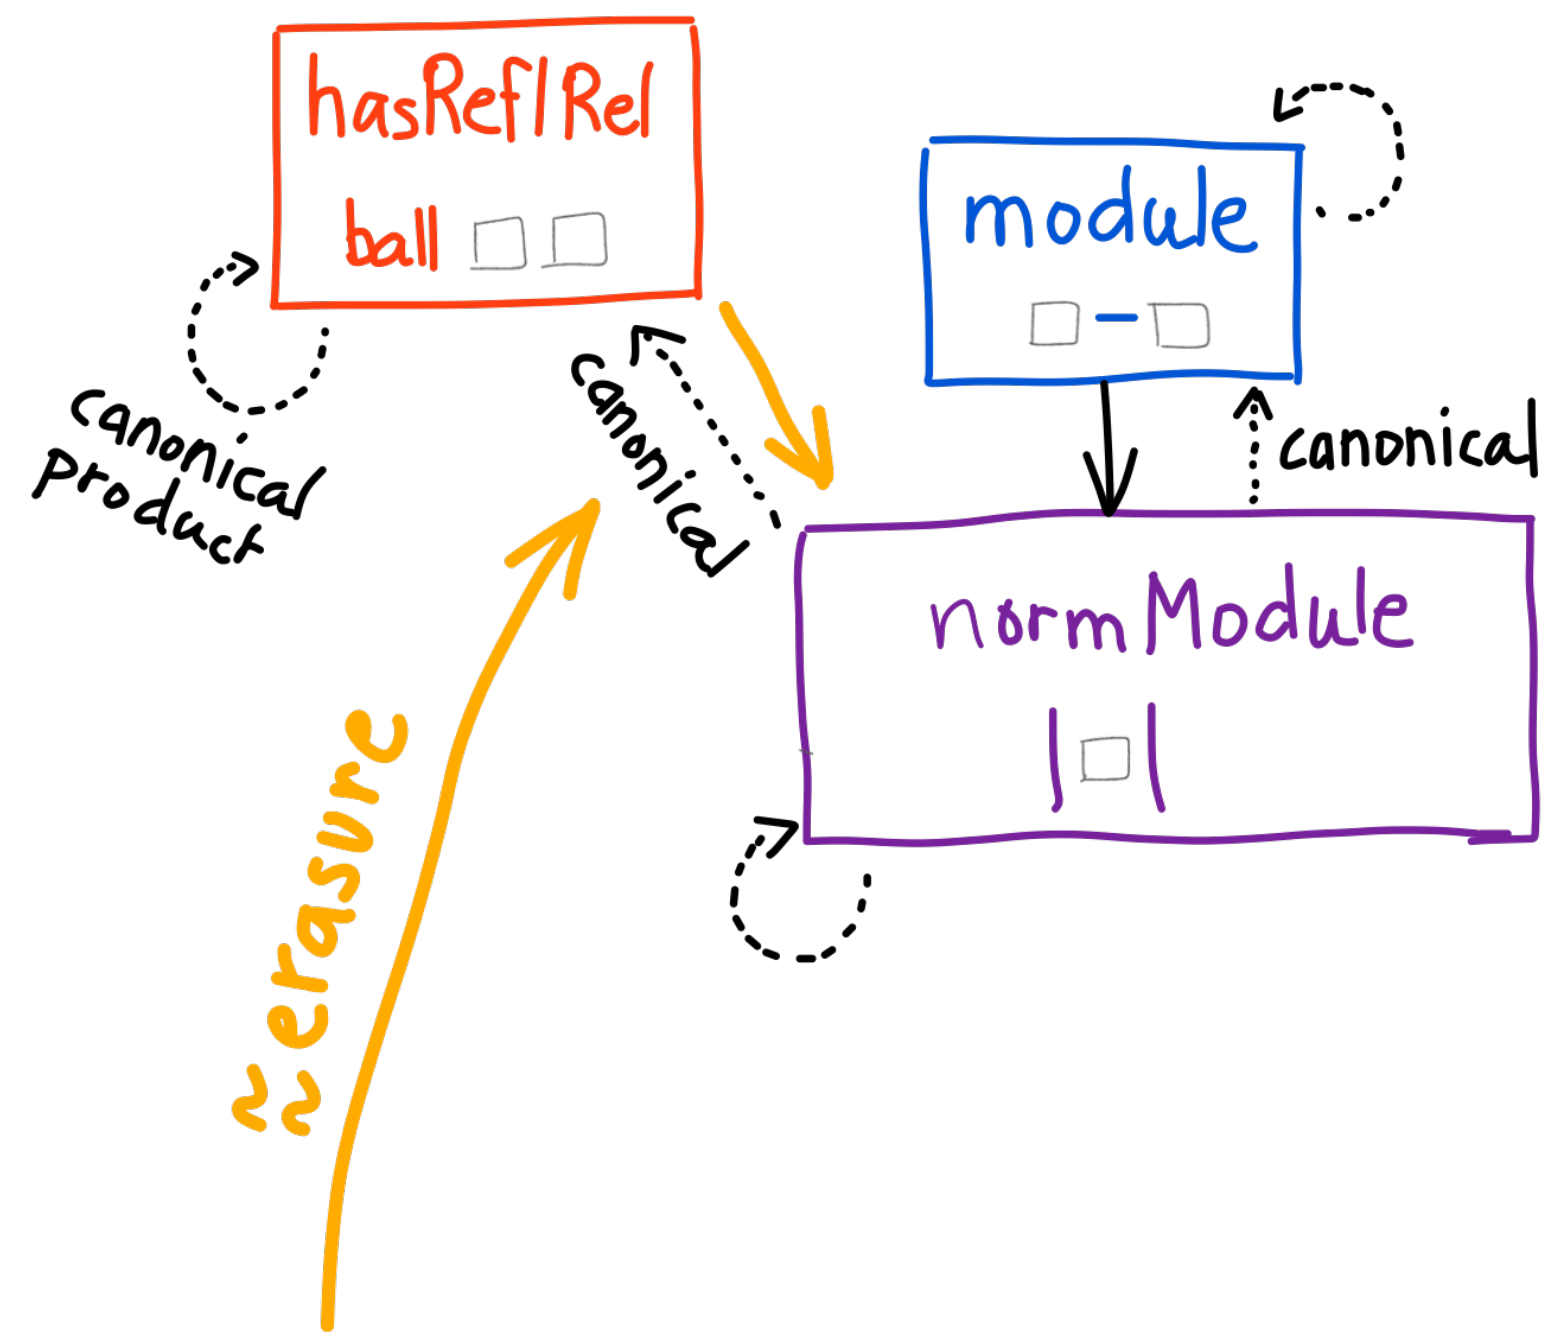 hasReflRel
ball □ □
module
□ - □
canonical
product
canonical
canonical
normModule
| □ |
≈ erasure